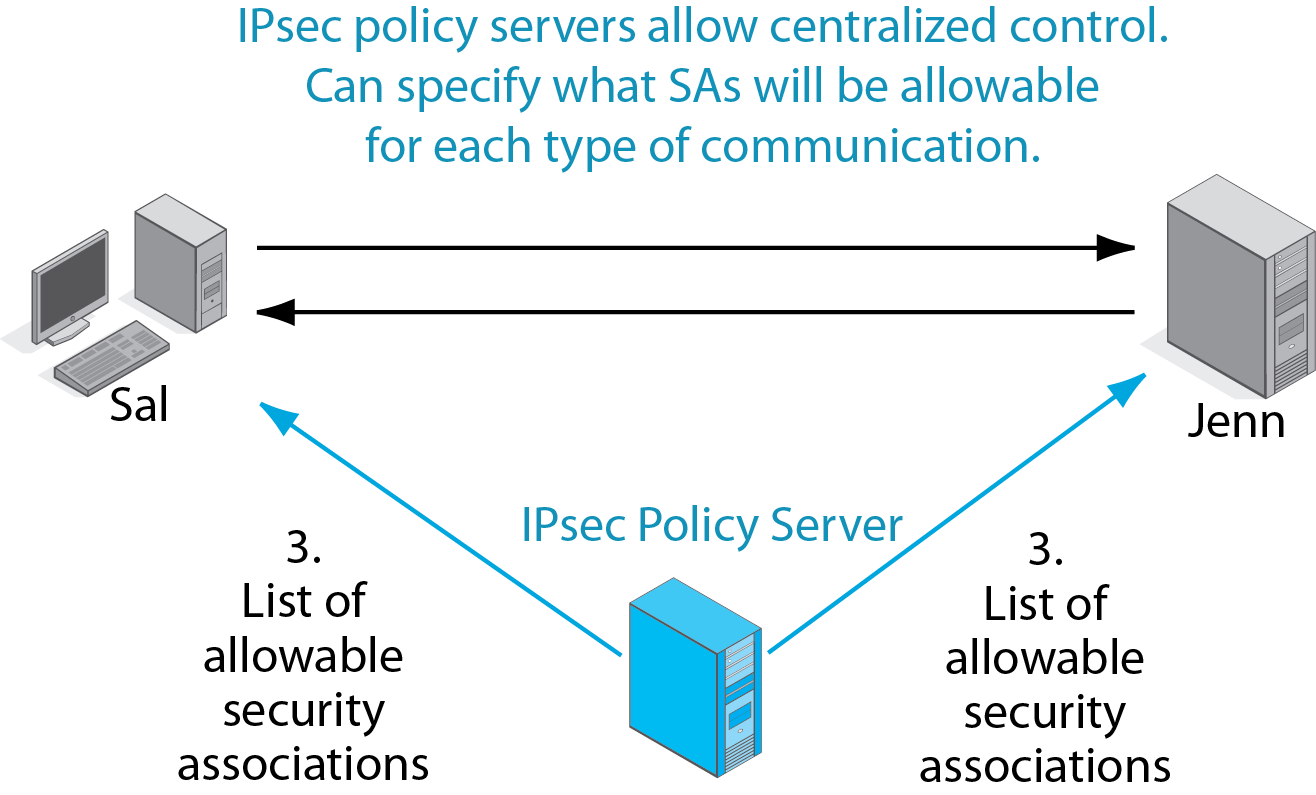 IPsec policy servers allow centralized control.
Can specify what SAs will be allowable
for each type of communication.
Sal
Jenn
IPsec Policy Server
3.
List of
allowable
security
associations
3.
List of
allowable
security
associations